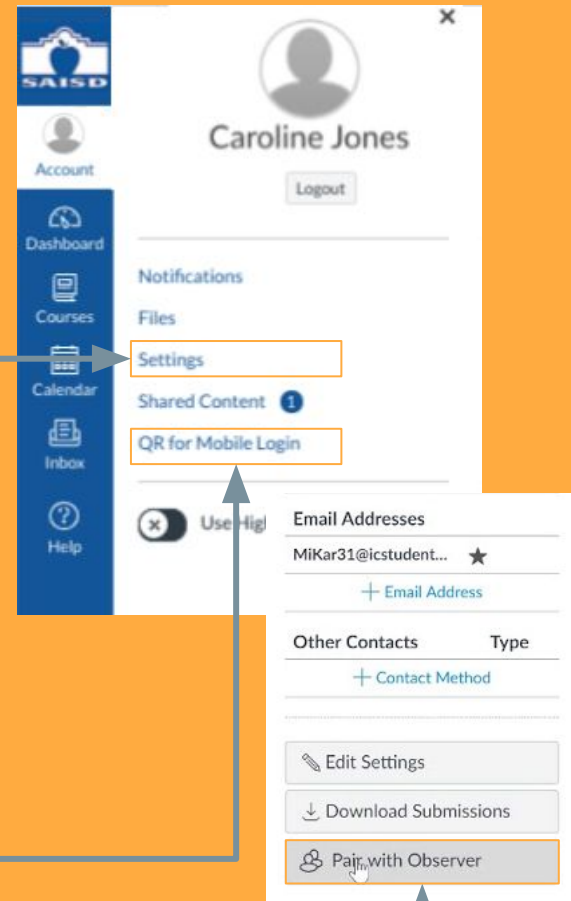 SAISD
Account
Dashboard
Courses
Calendar
Inbox
Help
Caroline Jones
Logout
Notifications
Files
Settings
Shared Content 1
QR for Mobile Login
Use Hig
Email Addresses
MiKar31@icstudent... ★
+ Email Address
Other Contacts Type
+ Contact Method
Edit Settings
Download Submissions
Pair with Observer